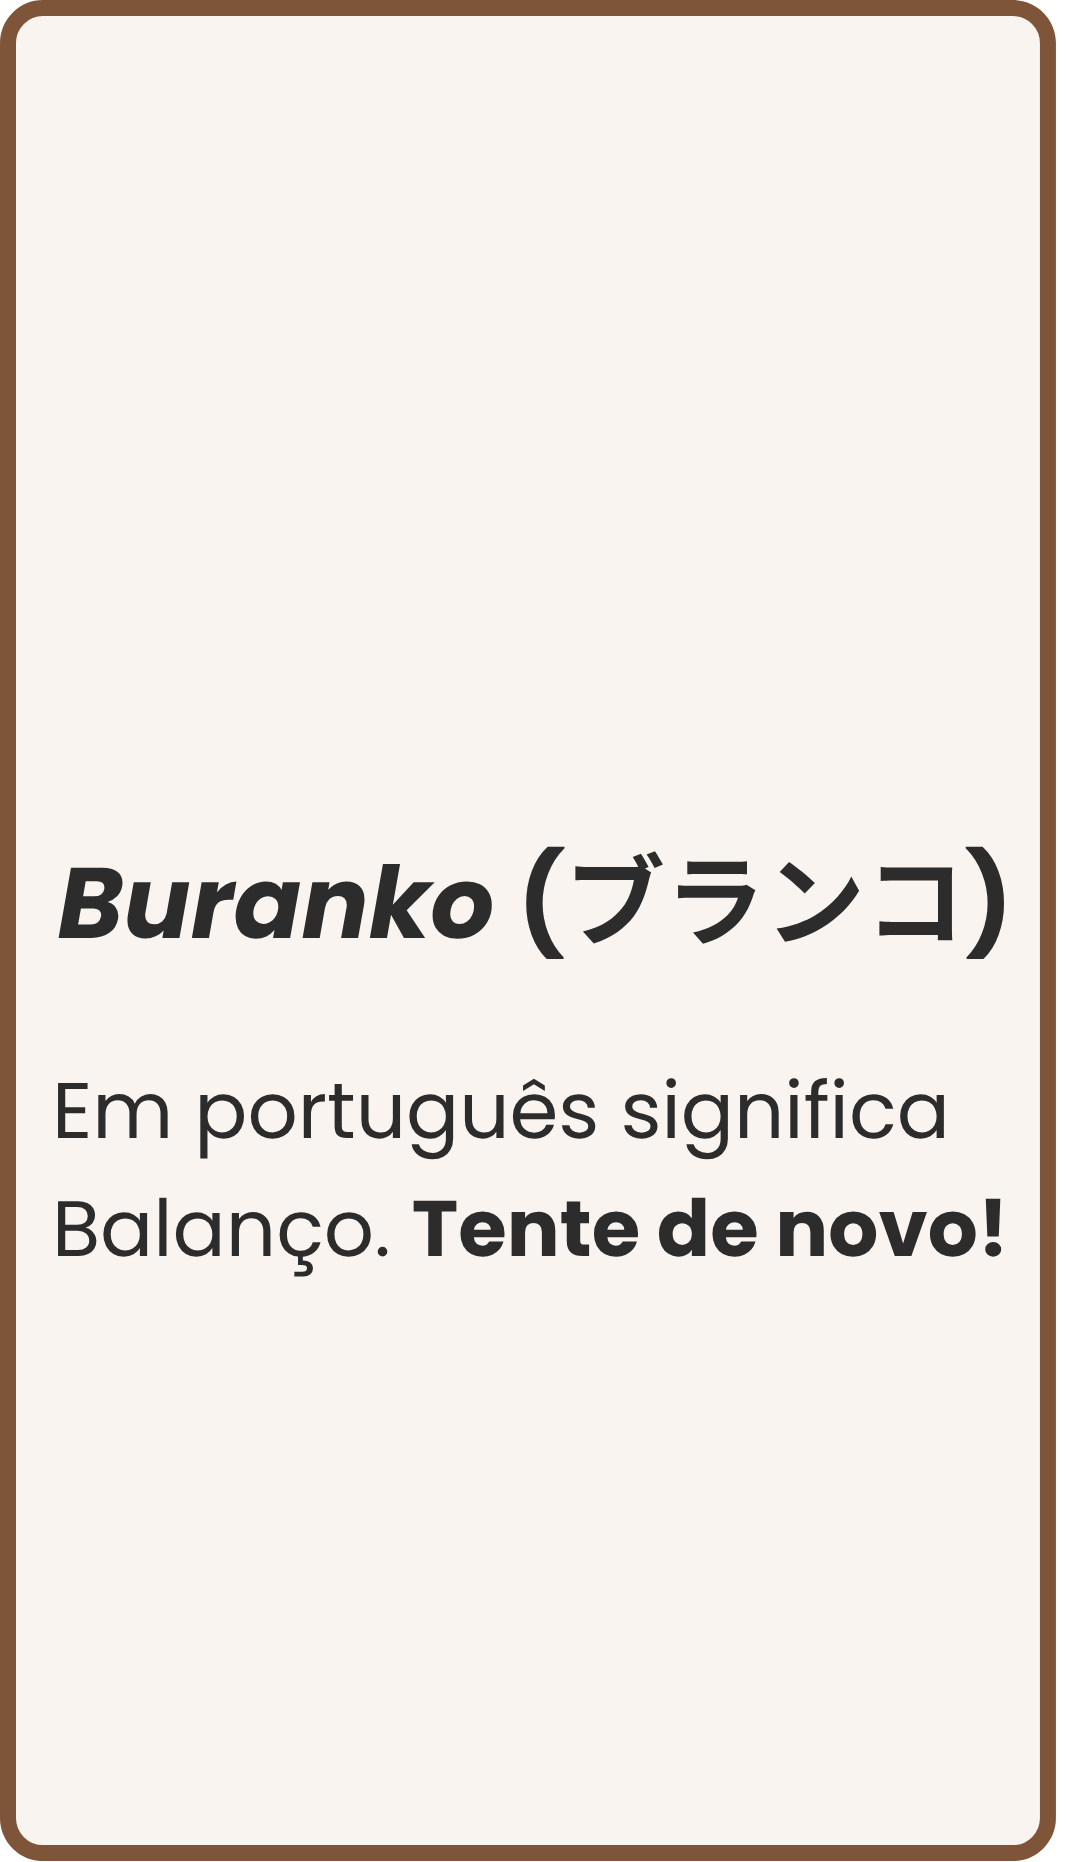 Buranko (ブランコ)
Em português significa
Balanço. Tente de novo!